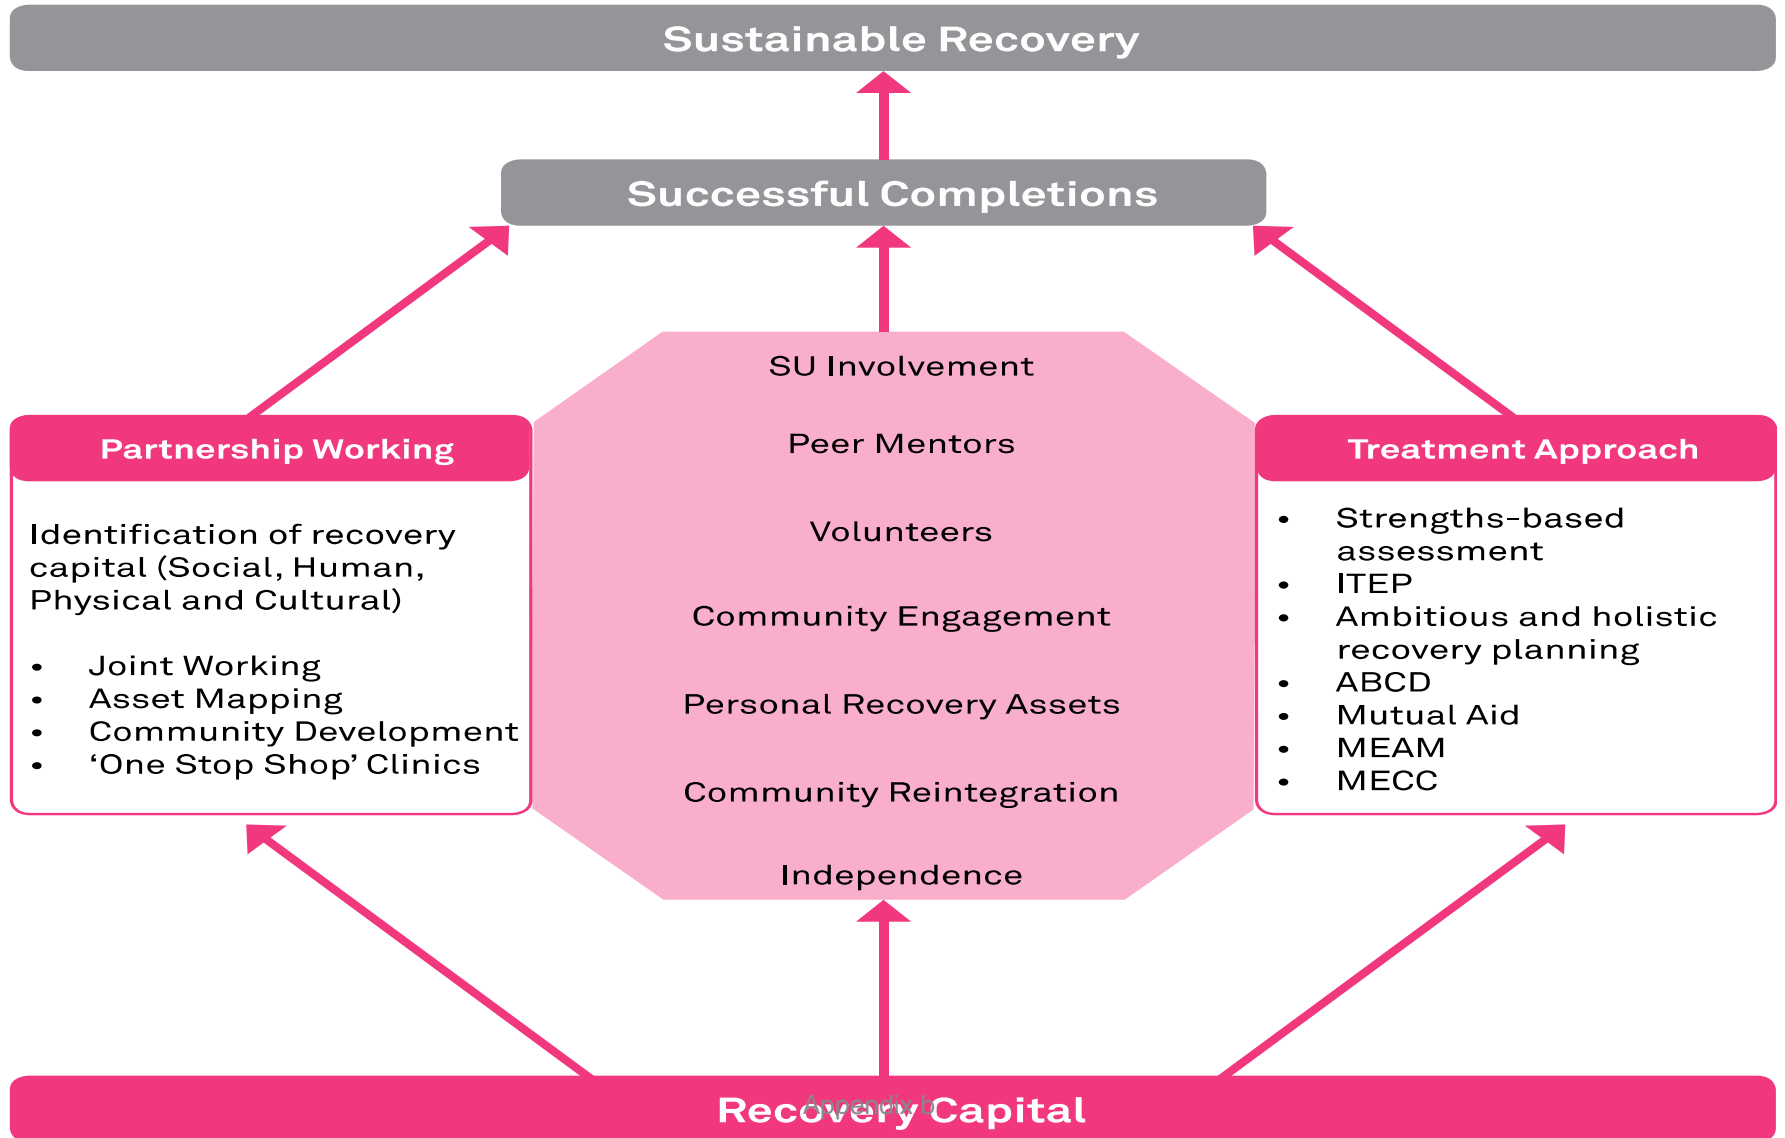 Sustainable Recovery
Successful Completions
SU Involvement
Peer Mentors
Volunteers
Community Engagement
Personal Recovery Assets
Community Reintegration
Independence
Partnership Working
Identification of recovery
capital (Social, Human,
Physical and Cultural)
• Joint Working
• Asset Mapping
• Community Development
• ‘One Stop Shop’ Clinics
Treatment Approach
• Strengths-based
assessment
• ITEP
• Ambitious and holistic
recovery planning
• ABCD
• Mutual Aid
• MEAM
• MECC
Recovery Capital
Appendix b